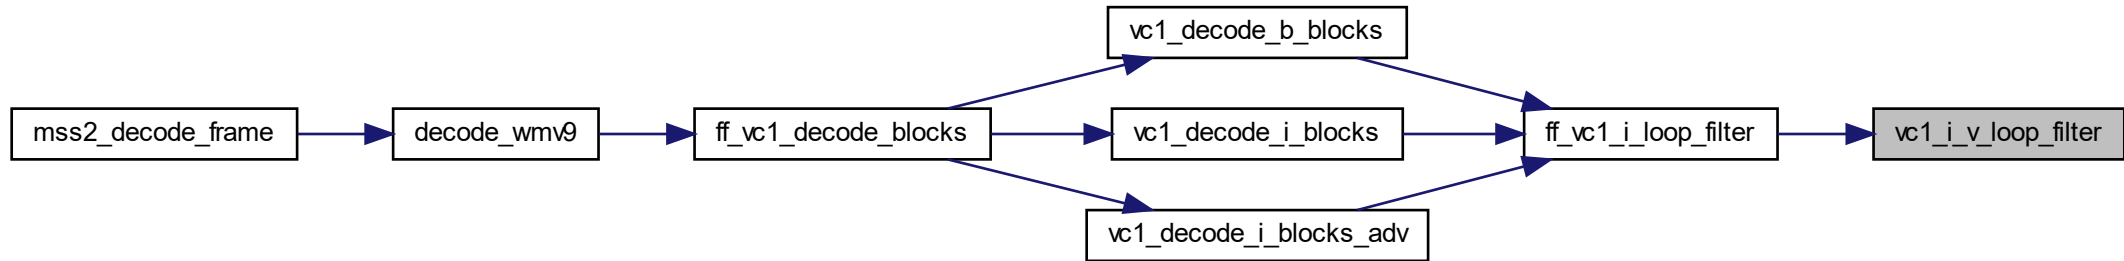 vc1_decode_b_blocks
mss2_decode_frame
decode_wmv9
ff_vc1_decode_blocks
vc1_decode_i_blocks
ff_vc1_i_loop_filter
vc1_i_v_loop_filter
vc1_decode_i_blocks_adv